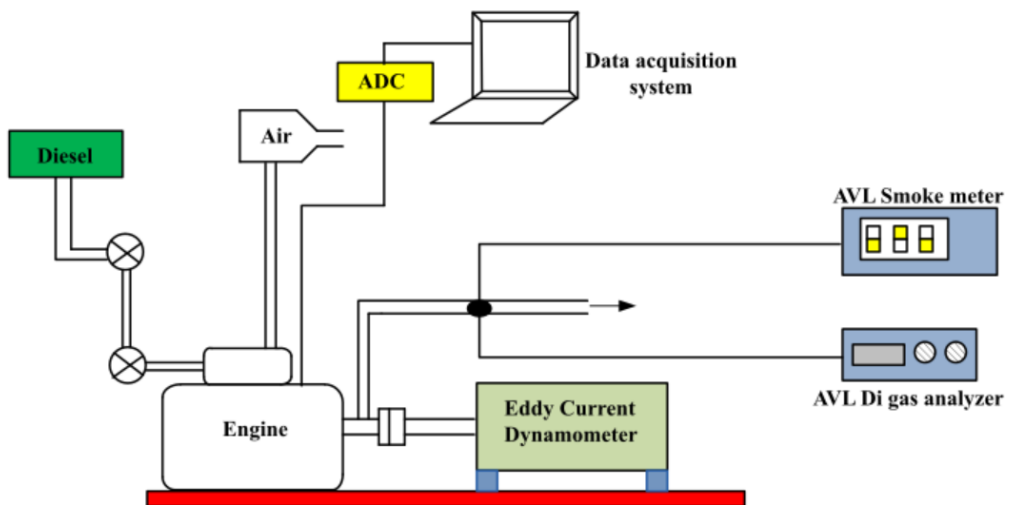 ADC
Data acquisition
system
Air
Diesel
AVL Smoke meter
AVL Di gas analyzer
Engine
Eddy Current
Dynamometer